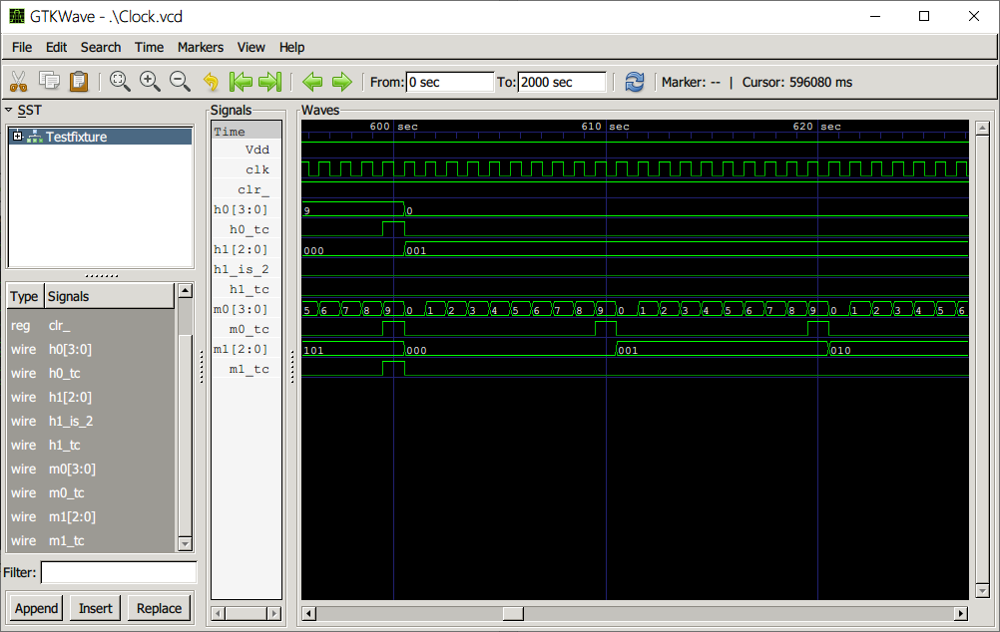 GTKWave - .\Clock.vcd
File Edit Search Time Markers View Help
From: 0 sec To: 2000 sec Marker: -- | Cursor: 596080 ms
SST
Testfixture
Type Signals
reg clr_
wire h0[3:0]
wire h0_tc
wire h1[2:0]
wire h1_is_2
wire h1_tc
wire m0[3:0]
wire m0_tc
wire m1[2:0]
wire m1_tc
Filter:
Append Insert Replace
Signals
Time
Vdd
clk
clr_
h0[3:0]
h0_tc
h1[2:0]
h1_is_2
h1_tc
m0[3:0]
m0_tc
m1[2:0]
m1_tc
Waves
600 sec 610 sec 620 sec
9 0
000 001
5 6 7 8 9 0 1 2 3 4 5 6 7 8 9 0 1 2 3 4 5 6 7 8 9 0 1 2 3 4 5 6
101 000 001 010